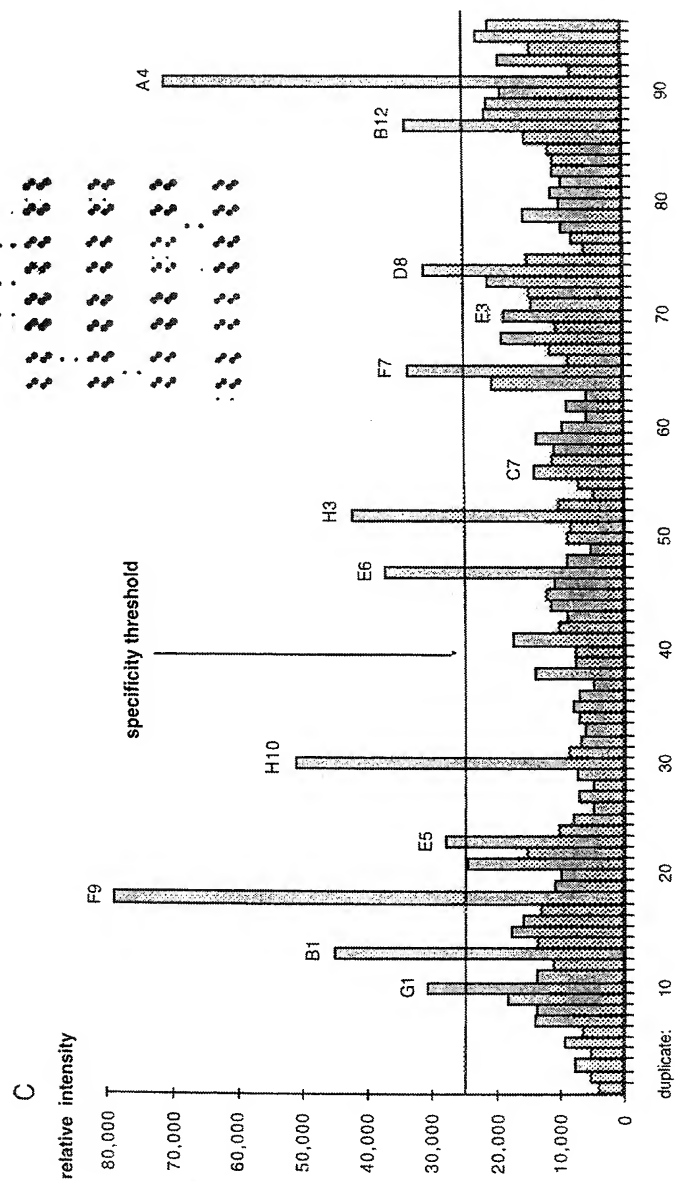 C
relative intensity
80,000
70,000
60,000
50,000
40,000
30,000
20,000
10,000
0
specificity threshold
G1
B1
F9
E5
H10
E6
H3
C7
F7
E3
D8
B12
A4
duplicate:
10
20
30
40
50
60
70
80
90